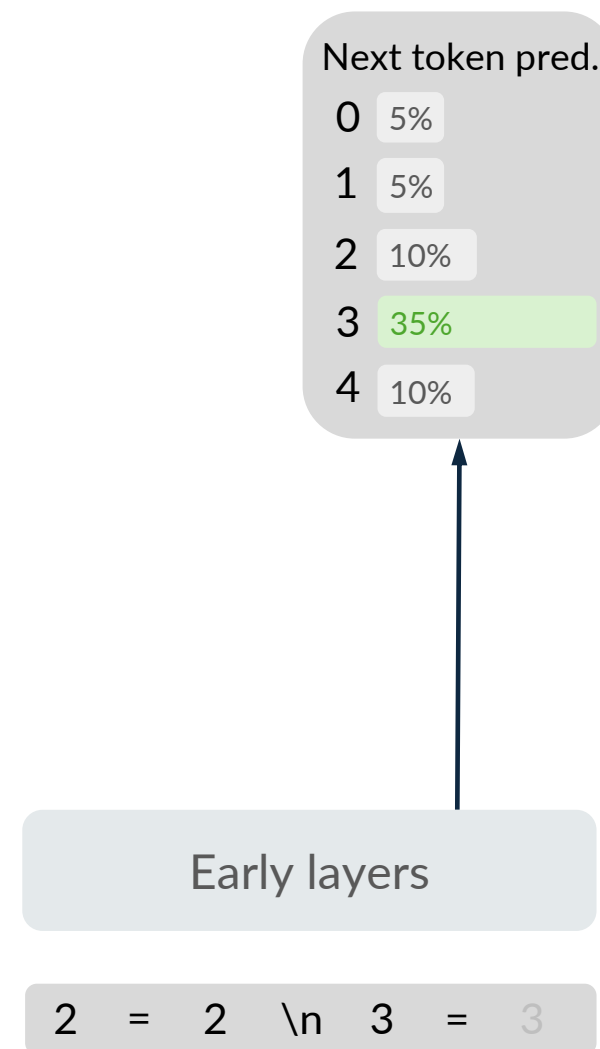 Next token pred.
0 5%
1 5%
2 10%
3 35%
4 10%
Early layers
2 = 2 \n 3 = 3